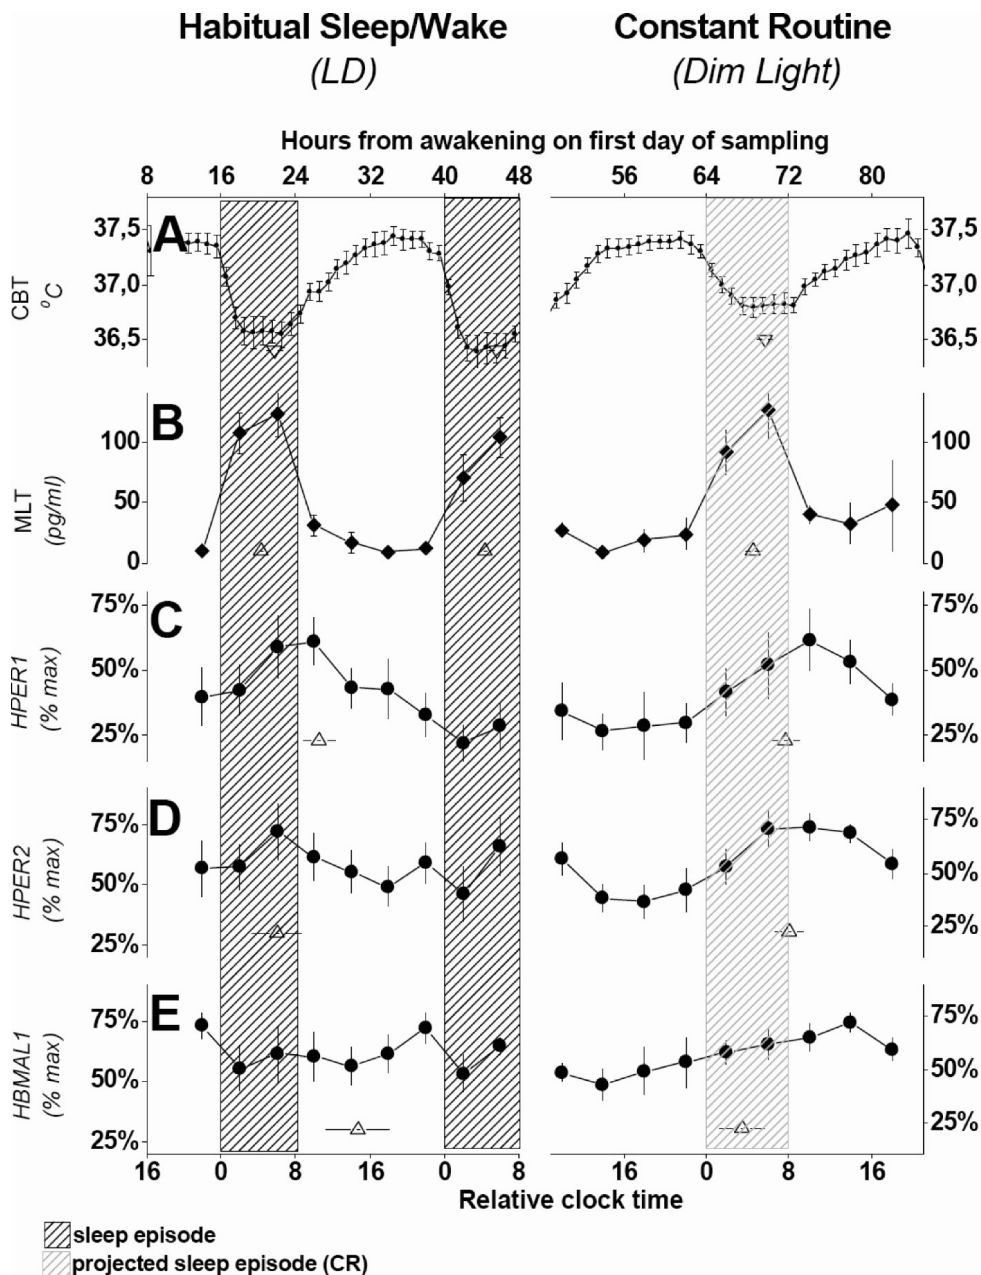 Habitual Sleep/Wake Constant Routine
(LD) (Dim Light)
Hours from awakening on first day of sampling
8 16 24 32 40 48 56 64 72 80
A
CBT
°C
37,5 37,5
37,0 37,0
36,5 36,5
B
MLT
(pg/ml)
100 100
50 50
0 0
C
HPER1
(% max)
75% 75%
50% 50%
25% 25%
D
HPER2
(% max)
75% 75%
50% 50%
25% 25%
E
HBMAL1
(% max)
75% 75%
50% 50%
25% 25%
16 0 8 16 0 8 16 0 8 16
Relative clock time
sleep episode
projected sleep episode (CR)